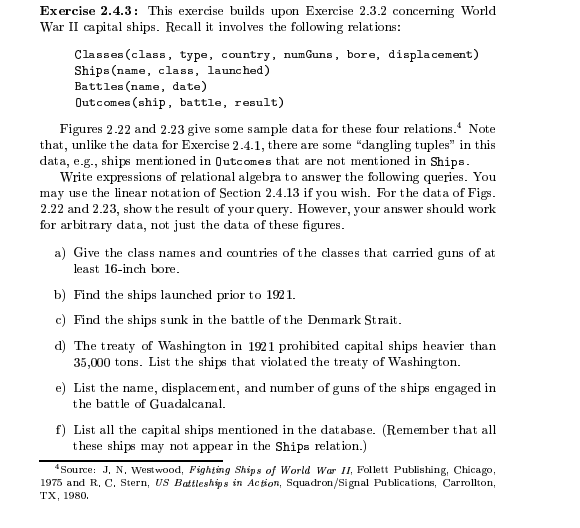 Exercise 2.4.3: This exercise builds upon Exercise 2.3.2 concerning World
War II capital ships. Recall it involves the following relations:
Classes(class, type, country, numGuns, bore, displacement)
Ships(name, class, launched)
Battles(name, date)
Outcomes(ship, battle, result)
Figures 2.22 and 2.23 give some sample data for these four relations.⁴ Note
that, unlike the data for Exercise 2.4.1, there are some “dangling tuples” in this
data, e.g., ships mentioned in Outcomes that are not mentioned in Ships.
Write expressions of relational algebra to answer the following queries. You
may use the linear notation of Section 2.4.13 if you wish. For the data of Figs.
2.22 and 2.23, show the result of your query. However, your answer should work
for arbitrary data, not just the data of these figures.
a) Give the class names and countries of the classes that carried guns of at
least 16-inch bore.
b) Find the ships launched prior to 1921.
c) Find the ships sunk in the battle of the Denmark Strait.
d) The treaty of Washington in 1921 prohibited capital ships heavier than
35,000 tons. List the ships that violated the treaty of Washington.
e) List the name, displacement, and number of guns of the ships engaged in
the battle of Guadalcanal.
f) List all the capital ships mentioned in the database. (Remember that all
these ships may not appear in the Ships relation.)
⁴Source: J. N. Westwood, Fighting Ships of World War II, Follett Publishing, Chicago,
1975 and R. C. Stern, US Battleships in Action, Squadron/Signal Publications, Carrollton,
TX, 1980.